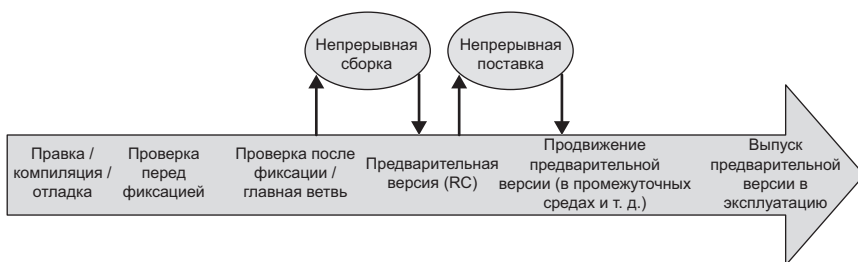 Непрерывная
сборка
Непрерывная
поставка
Правка /
компиляция /
отладка
Проверка
перед
фиксацией
Проверка после
фиксации /
главная ветвь
Предварительная
версия (RC)
Продвижение
предварительной
версии (в промежуточных
средах и т. д.)
Выпуск
предварительной
версии в
эксплуатацию